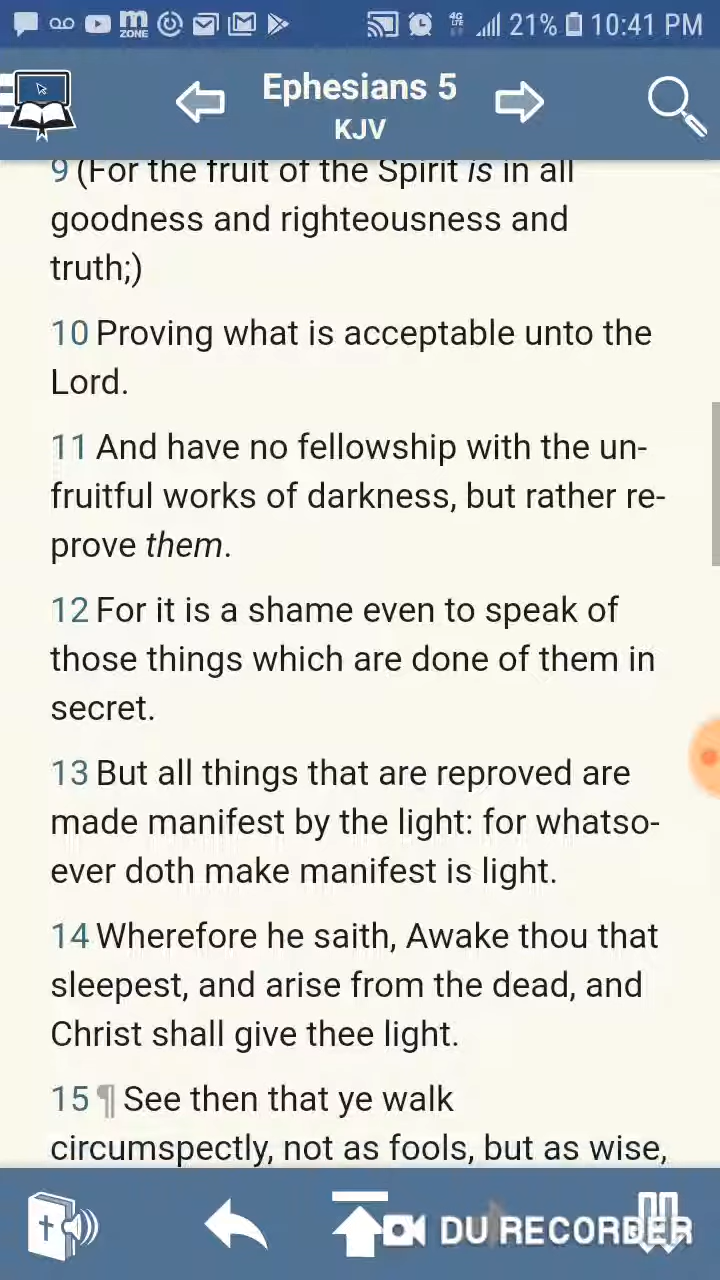 m
ZONE
4G
LTE
21% 10:41 PM
Ephesians 5
KJV
9 (For the fruit of the Spirit is in all
goodness and righteousness and
truth;)
10 Proving what is acceptable unto the
Lord.
11 And have no fellowship with the un-
fruitful works of darkness, but rather re-
prove them.
12 For it is a shame even to speak of
those things which are done of them in
secret.
13 But all things that are reproved are
made manifest by the light: for whatso-
ever doth make manifest is light.
14 Wherefore he saith, Awake thou that
sleepest, and arise from the dead, and
Christ shall give thee light.
15 ¶ See then that ye walk
circumspectly, not as fools, but as wise,
DU RECORDER